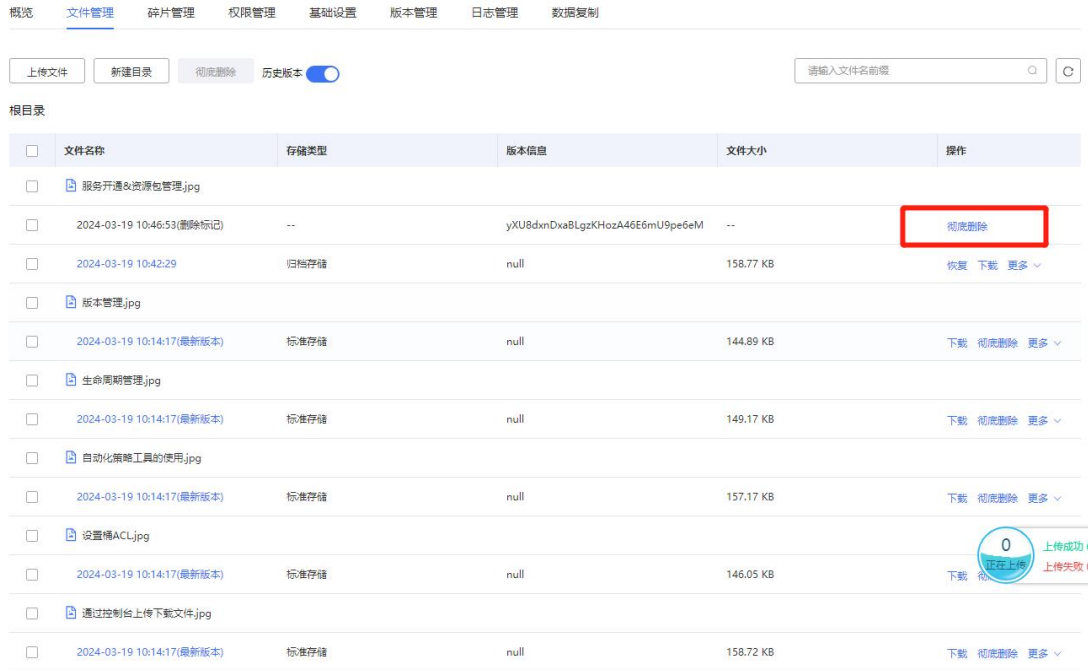 概览 文件管理 碎片管理 权限管理 基础设置 版本管理 日志管理 数据复制
上传文件 新建目录 彻底删除 历史版本 请输入文件名前缀
根目录
文件名称 存储类型 版本信息 文件大小 操作
服务开通&资源包管理.jpg
2024-03-19 10:46:53(删除标记) -- yXU8dxnDxaBLgzKHozA46E6mU9pe6eM -- 彻底删除
2024-03-19 10:42:29 归档存储 null 158.77 KB 恢复 下载 更多
版本管理.jpg
2024-03-19 10:14:17(最新版本) 标准存储 null 144.89 KB 下载 彻底删除 更多
生命周期管理.jpg
2024-03-19 10:14:17(最新版本) 标准存储 null 149.17 KB 下载 彻底删除 更多
自动化策略工具的使用.jpg
2024-03-19 10:14:17(最新版本) 标准存储 null 157.17 KB 下载 彻底删除 更多
设置桶ACL.jpg
0 上传成功
正在上传 上传失败
2024-03-19 10:14:17(最新版本) 标准存储 null 146.05 KB 下载 彻
通过控制台上传下载文件.jpg
2024-03-19 10:14:17(最新版本) 标准存储 null 158.72 KB 下载 彻底删除 更多